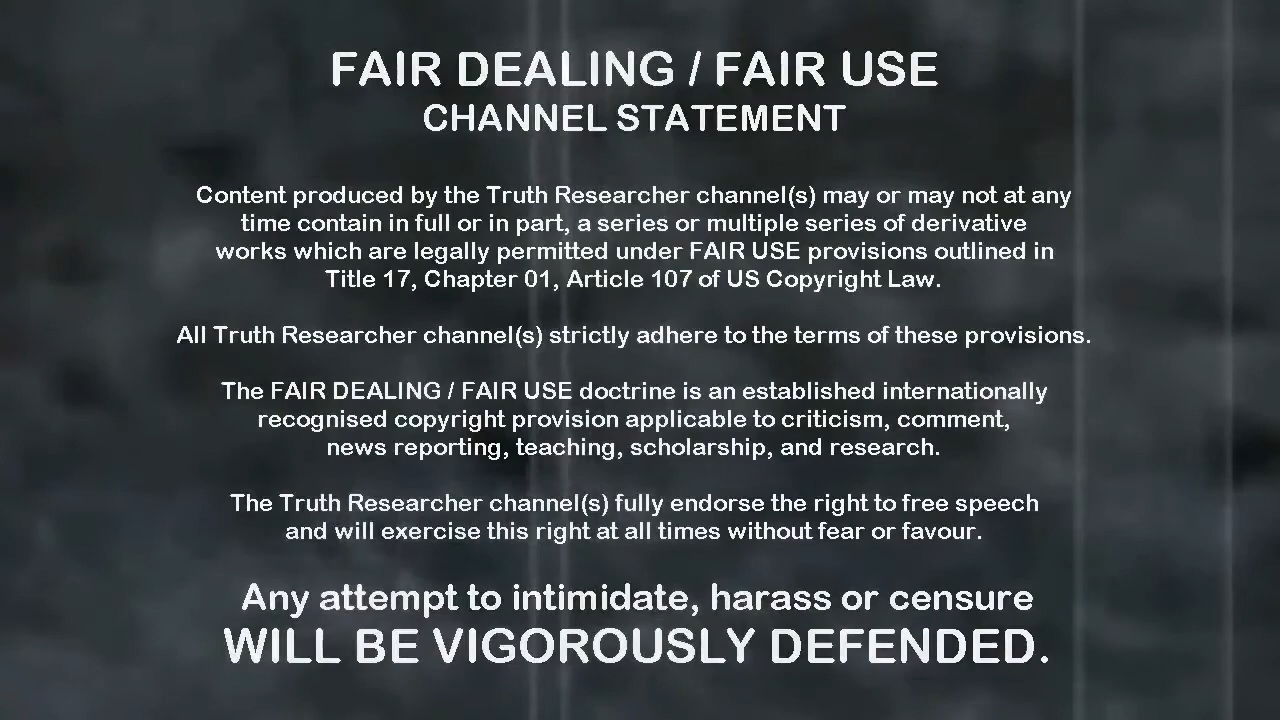 FAIR DEALING / FAIR USE
CHANNEL STATEMENT
Content produced by the Truth Researcher channel(s) may or may not at any
time contain in full or in part, a series or multiple series of derivative
works which are legally permitted under FAIR USE provisions outlined in
Title 17, Chapter 01, Article 107 of US Copyright Law.
All Truth Researcher channel(s) strictly adhere to the terms of these provisions.
The FAIR DEALING / FAIR USE doctrine is an established internationally
recognised copyright provision applicable to criticism, comment,
news reporting, teaching, scholarship, and research.
The Truth Researcher channel(s) fully endorse the right to free speech
and will exercise this right at all times without fear or favour.
Any attempt to intimidate, harass or censure
WILL BE VIGOROUSLY DEFENDED.